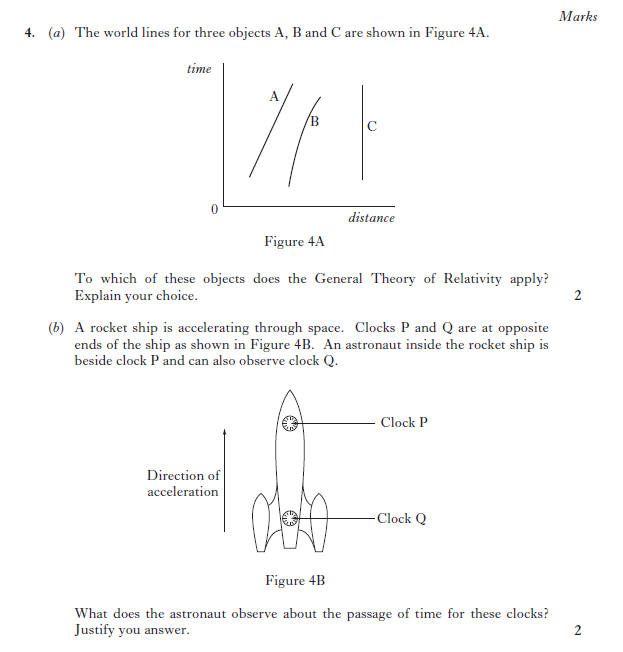 Marks
4. (a) The world lines for three objects A, B and C are shown in Figure 4A.
time
A
B
C
0
distance
Figure 4A
To which of these objects does the General Theory of Relativity apply?
Explain your choice. 2
(b) A rocket ship is accelerating through space. Clocks P and Q are at opposite
ends of the ship as shown in Figure 4B. An astronaut inside the rocket ship is
beside clock P and can also observe clock Q.
Clock P
Direction of
acceleration
Clock Q
Figure 4B
What does the astronaut observe about the passage of time for these clocks?
Justify you answer. 2